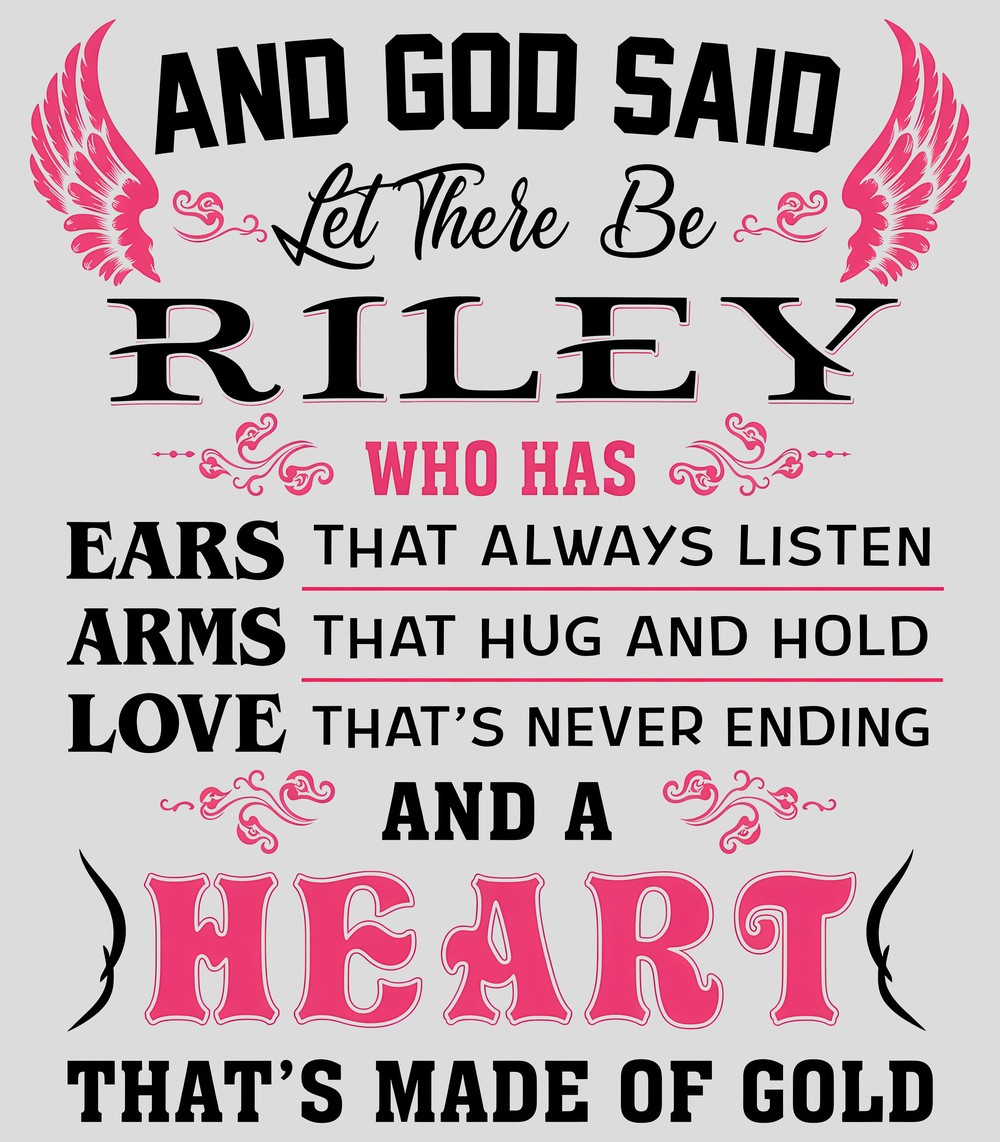 AND GOD SAID
Let There Be
RILEY
WHO HAS
EARS THAT ALWAYS LISTEN
ARMS THAT HUG AND HOLD
LOVE THAT'S NEVER ENDING
AND A
HEART
THAT'S MADE OF GOLD